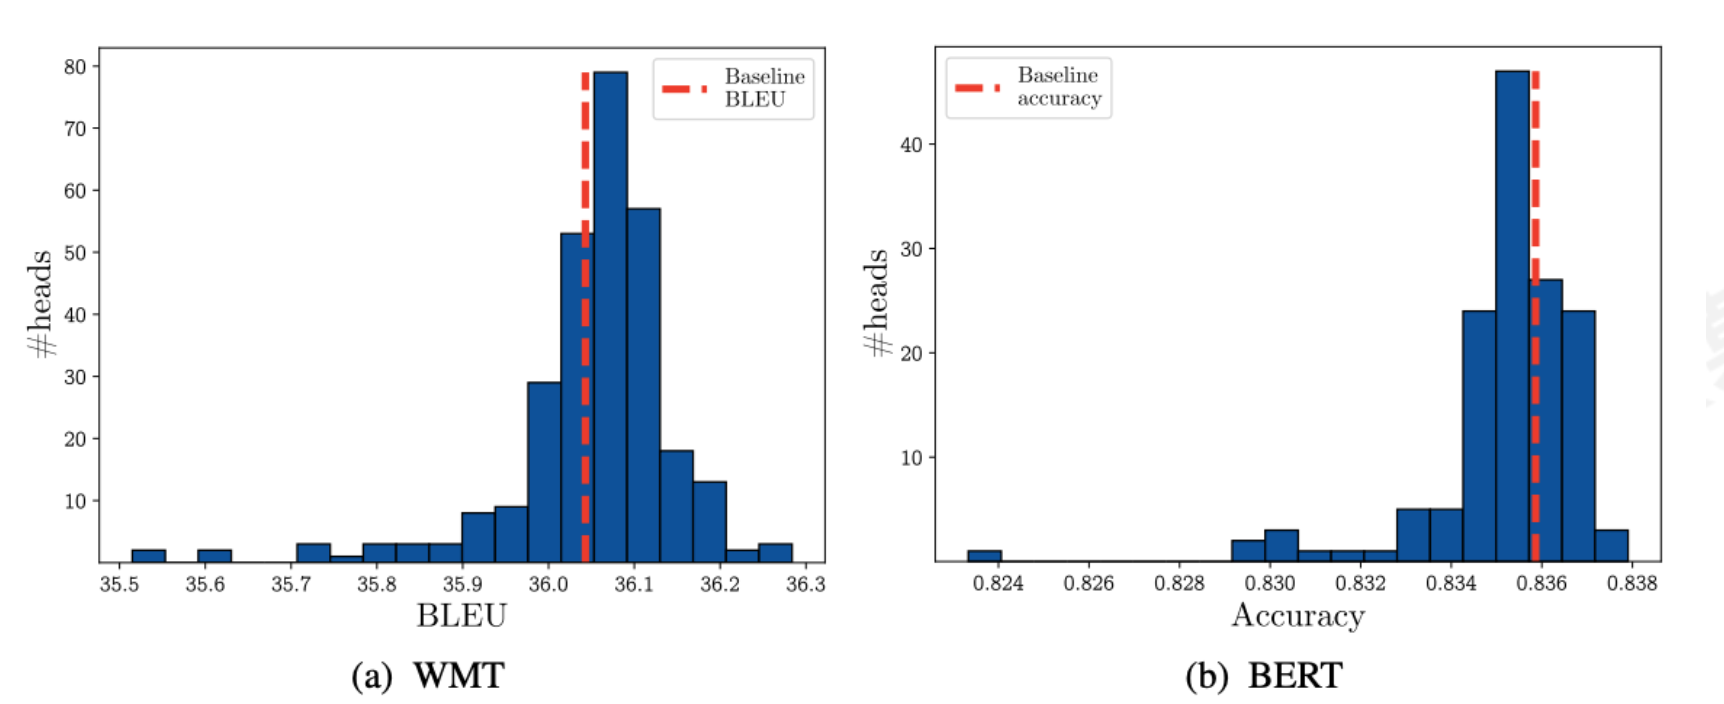 80
70
60
50
40
30
20
10
#heads
Baseline
BLEU
35.5 35.6 35.7 35.8 35.9 36.0 36.1 36.2 36.3
BLEU
(a) WMT
Baseline
accuracy
40
30
20
10
#heads
0.824 0.826 0.828 0.830 0.832 0.834 0.836 0.838
Accuracy
(b) BERT